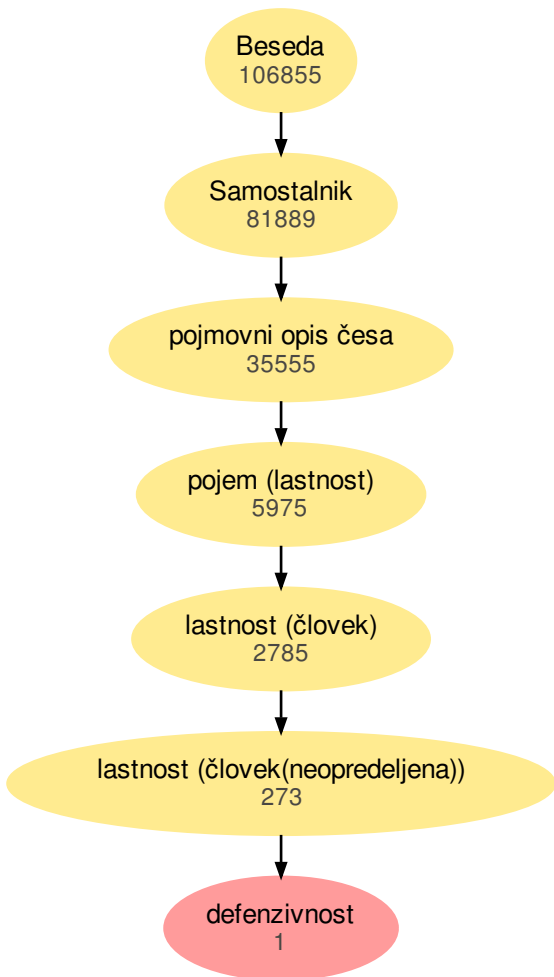 Beseda
106855
Samostalnik
81889
pojmovni opis česa
35555
pojem (lastnost)
5975
lastnost (človek)
2785
lastnost (človek(neopredeljena))
273
defenzivnost
1